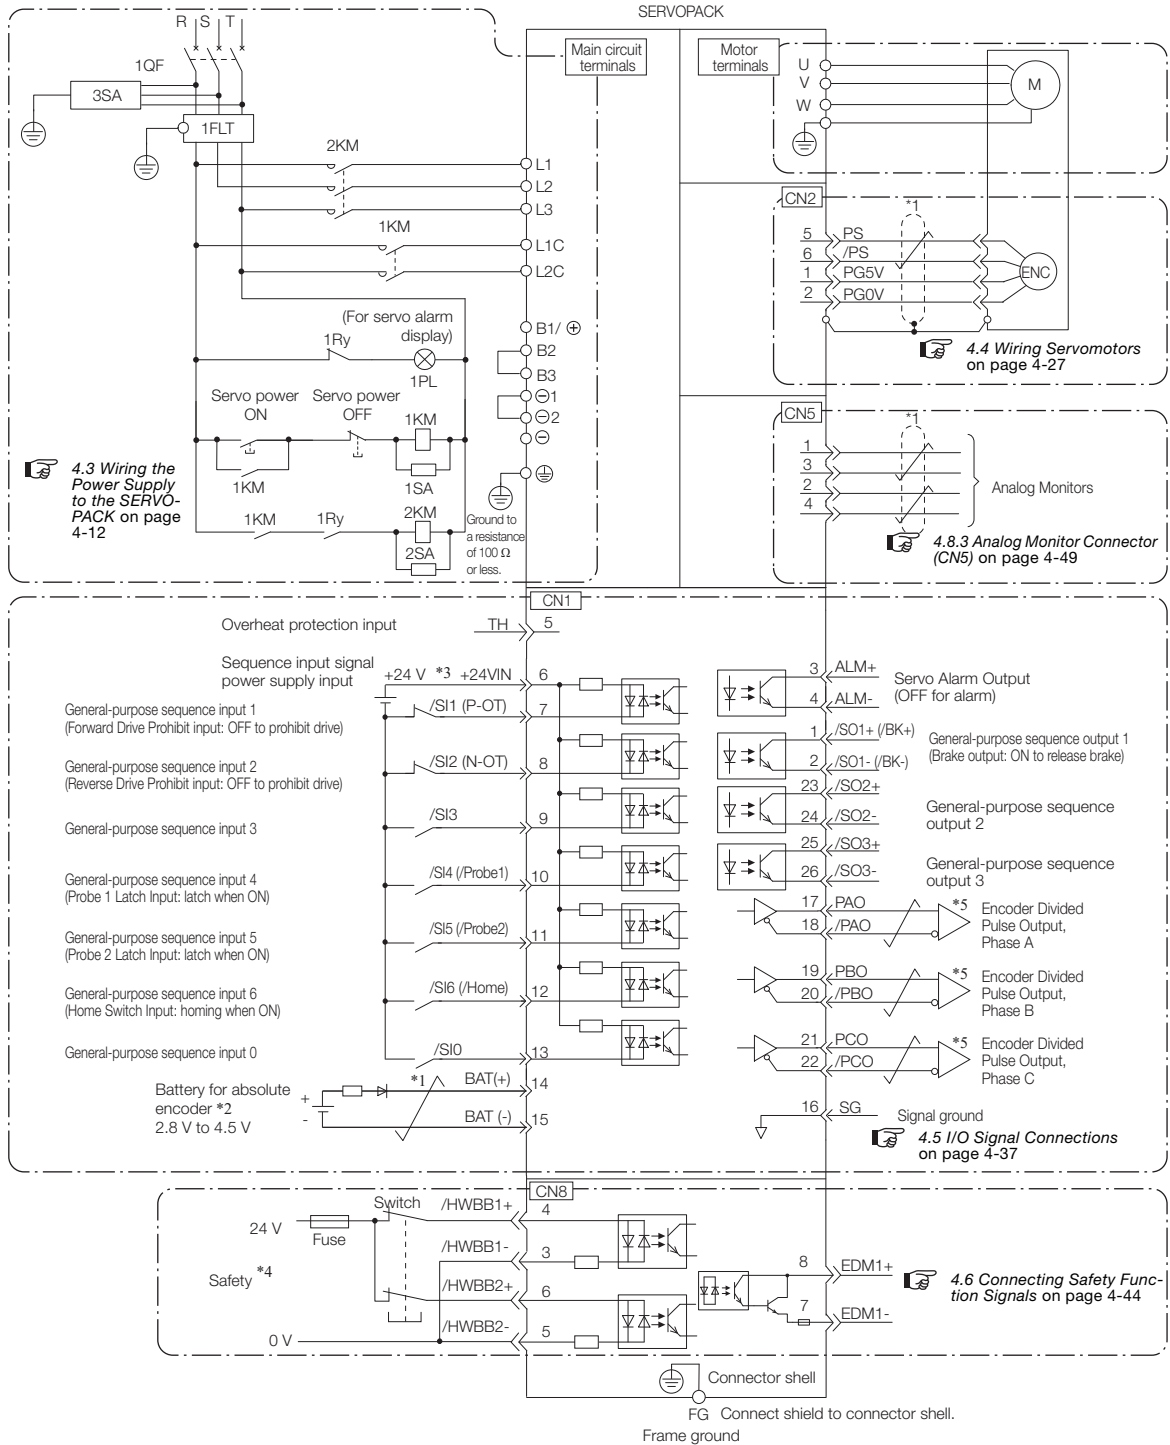 SERVOPACK
R S T
1QF
3SA
1FLT
Main circuit
terminals
Motor
terminals
U
V
W
M
2KM
L1
L2
L3
1KM
L1C
L2C
CN2
*1
5 PS
6 /PS
1 PG5V
2 PG0V
ENC
4.4 Wiring Servomotors
on page 4-27
(For servo alarm
display)
1Ry
1PL
B1/ ⊕
B2
B3
⊖1
⊖2
⊖
Servo power
ON
Servo power
OFF
1KM
1KM
1SA
4.3 Wiring the
Power Supply
to the SERVO-
PACK on page
4-12
1KM
1Ry
2KM
2SA
Ground to
a resistance
of 100 Ω
or less.
CN5
*1
1
3
2
4
Analog Monitors
4.8.3 Analog Monitor Connector
(CN5) on page 4-49
CN1
Overheat protection input
TH 5
Sequence input signal
power supply input
+24 V *3 +24VIN 6
General-purpose sequence input 1
(Forward Drive Prohibit input: OFF to prohibit drive)
/SI1 (P-OT) 7
General-purpose sequence input 2
(Reverse Drive Prohibit input: OFF to prohibit drive)
/SI2 (N-OT) 8
General-purpose sequence input 3
/SI3 9
General-purpose sequence input 4
(Probe 1 Latch Input: latch when ON)
/SI4 (/Probe1) 10
General-purpose sequence input 5
(Probe 2 Latch Input: latch when ON)
/SI5 (/Probe2) 11
General-purpose sequence input 6
(Home Switch Input: homing when ON)
/SI6 (/Home) 12
General-purpose sequence input 0
/SI0 13
Battery for absolute
encoder *2
2.8 V to 4.5 V
+
-
*1
BAT(+) 14
BAT (-) 15
3 ALM+
4 ALM-
Servo Alarm Output
(OFF for alarm)
1 /SO1+ (/BK+)
2 /SO1- (/BK-)
General-purpose sequence output 1
(Brake output: ON to release brake)
23 /SO2+
24 /SO2-
General-purpose sequence
output 2
25 /SO3+
26 /SO3-
General-purpose sequence
output 3
17 PAO
18 /PAO
*5 Encoder Divided
Pulse Output,
Phase A
19 PBO
20 /PBO
*5 Encoder Divided
Pulse Output,
Phase B
21 PCO
22 /PCO
*5 Encoder Divided
Pulse Output,
Phase C
16 SG
Signal ground
4.5 I/O Signal Connections
on page 4-37
CN8
Switch
24 V
Fuse
Safety *4
0 V
/HWBB1+ 4
/HWBB1- 3
/HWBB2+ 6
/HWBB2- 5
8 EDM1+
7 EDM1-
4.6 Connecting Safety Func-
tion Signals on page 4-44
Connector shell
FG Connect shield to connector shell.
Frame ground